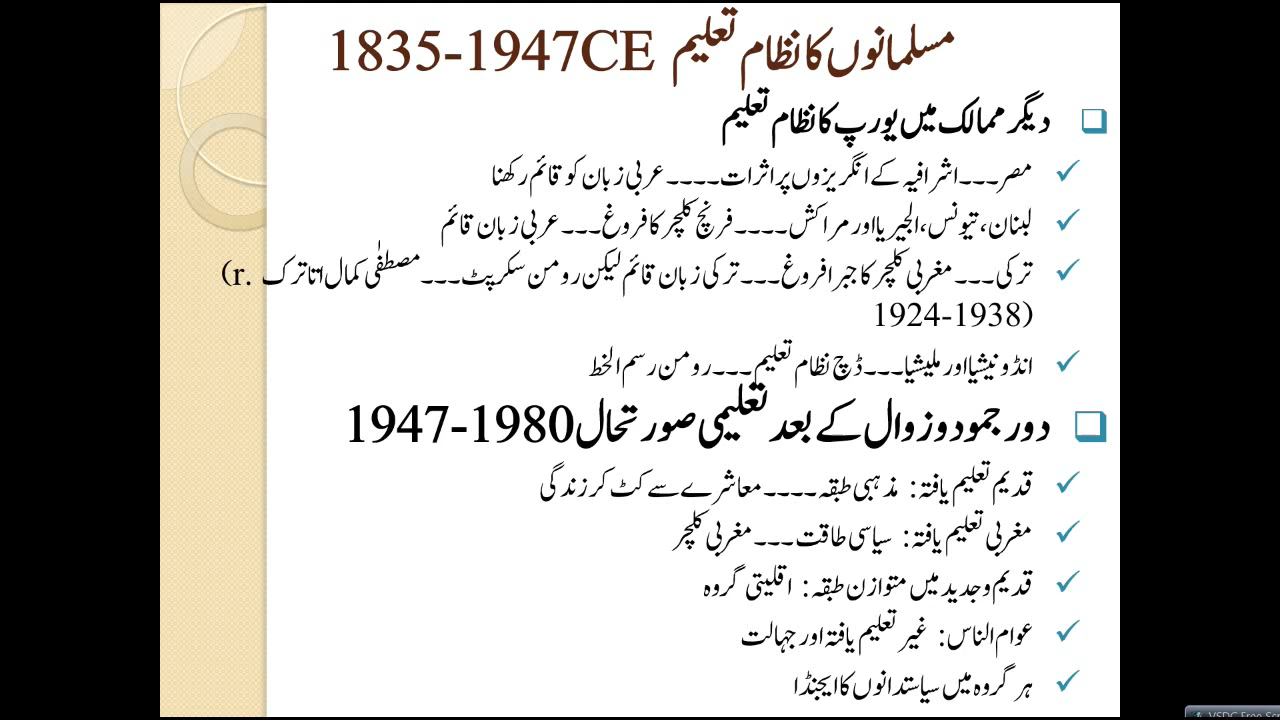 مسلمانوں کا نظام تعلیم 1835-1947CE
دیگر ممالک میں یورپ کا نظام تعلیم
مصر۔۔۔اشرافیہ کے انگریزوں پر اثرات۔۔۔۔عربی زبان کو قائم رکھنا
لبنان، تیونس، الجیریا اور مراکش۔۔۔۔فرنچ کلچر کا فروغ۔۔۔عربی زبان قائم
ترکی۔۔۔ مغربی کلچر کا جبرا فروغ۔۔۔ترکی زبان قائم لیکن رومن سکرپٹ۔۔۔مصطفٰی کمال اتاترک (r.
1924-1938)
انڈونیشیا اور ملیشیا۔۔۔ڈچ نظام تعلیم۔۔۔رومن رسم الخط
دور جمود و زوال کے بعد تعلیمی صورتحال 1947-1980
قدیم تعلیم یافتہ: مذہبی طبقہ۔۔۔۔معاشرے سے کٹ کر زندگی
مغربی تعلیم یافتہ: سیاسی طاقت۔۔۔مغربی کلچر
قدیم و جدید میں متوازن طبقہ: اقلیتی گروہ
عوام الناس: غیر تعلیم یافتہ اور جہالت
ہر گروہ میں سیاستدانوں کا ایجنڈا
VSDC Free Scr